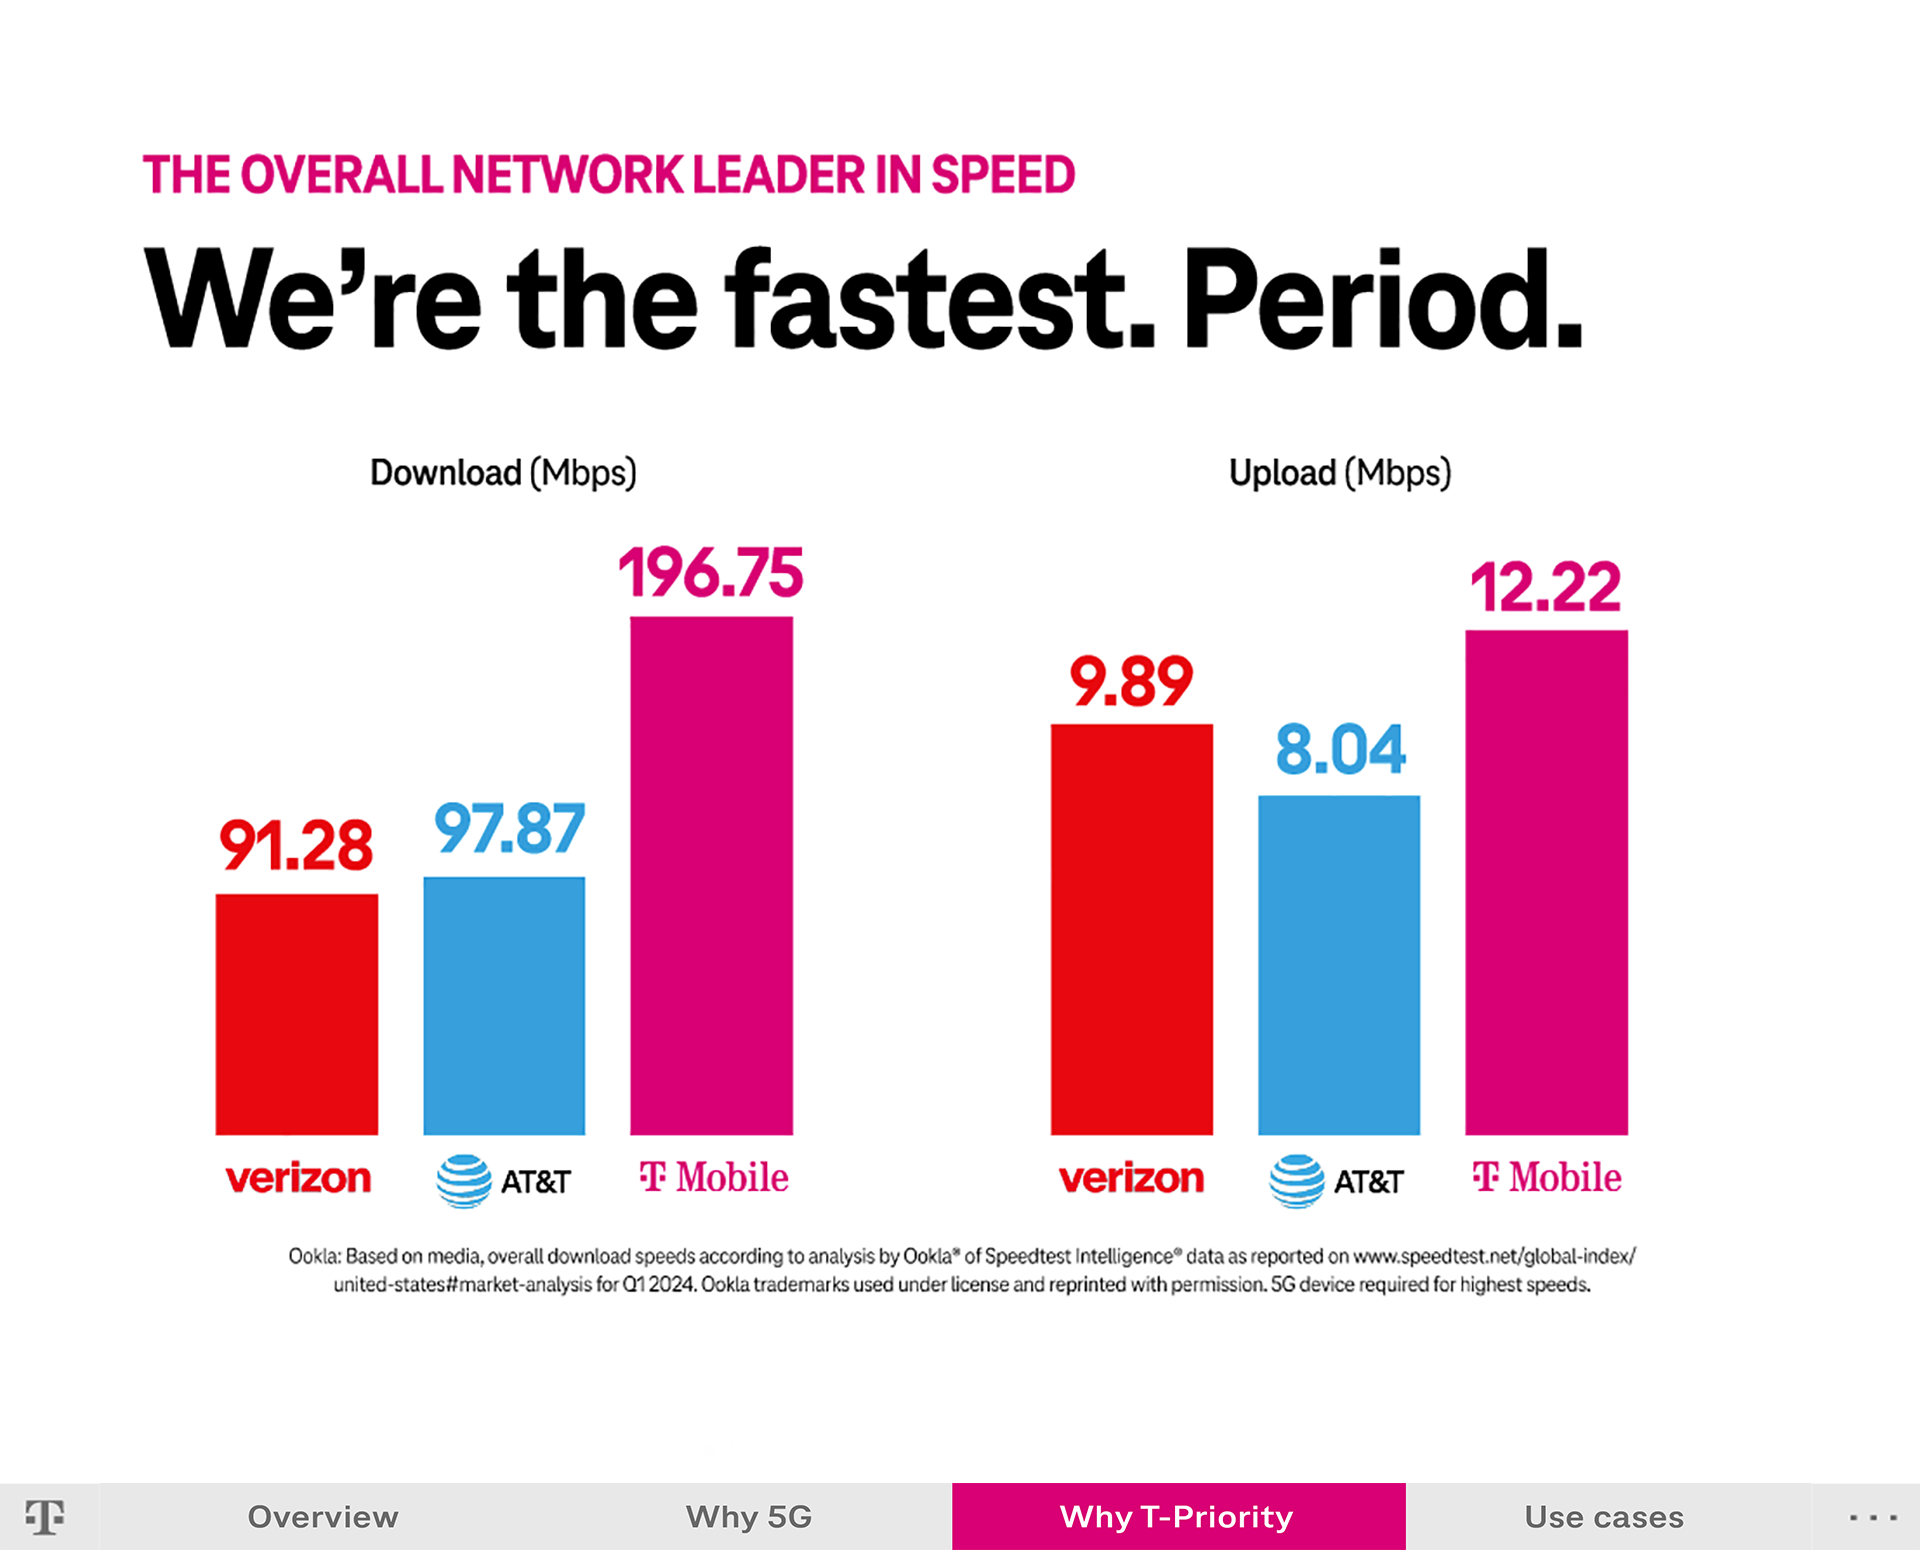 THE OVERALL NETWORK LEADER IN SPEED
We're the fastest. Period.
Download (Mbps)
196.75
91.28
97.87
verizon
AT&T
T Mobile
Upload (Mbps)
12.22
9.89
8.04
verizon
AT&T
T Mobile
Ookla: Based on media, overall download speeds according to analysis by Ookla® of Speedtest Intelligence® data as reported on www.speedtest.net/global-index/
united-states#market-analysis for Q1 2024. Ookla trademarks used under license and reprinted with permission. 5G device required for highest speeds.
T
Overview
Why 5G
Why T-Priority
Use cases
...